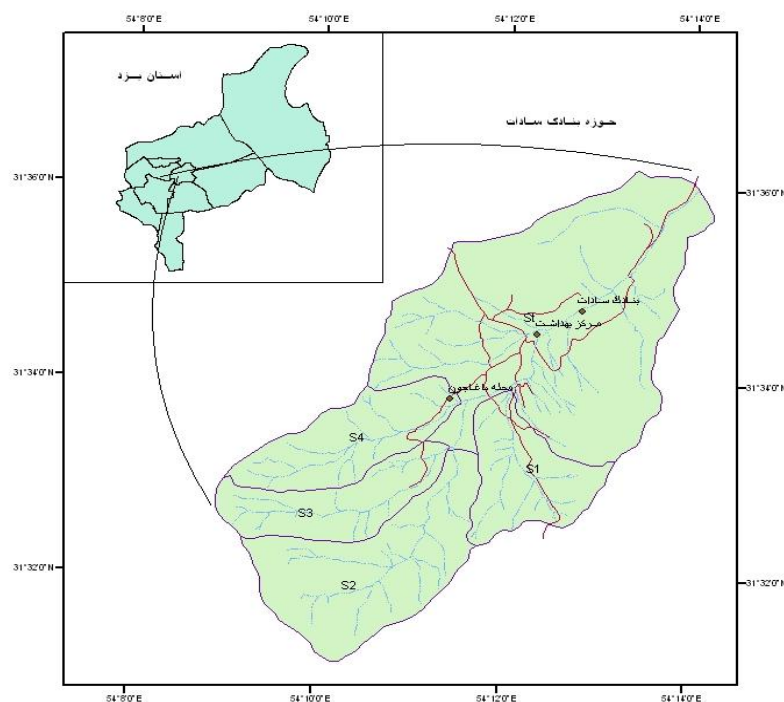 54°8'0"E
54°10'0"E
54°12'0"E
54°14'0"E
استان یزد
حوزه بنادک سادات
31°36'0"N
31°36'0"N
بنادک سادات
St
مرکز بهداشت
31°34'0"N
31°34'0"N
محله باغاجون
S4
S1
S3
31°32'0"N
31°32'0"N
S2
54°8'0"E
54°10'0"E
54°12'0"E
54°14'0"E